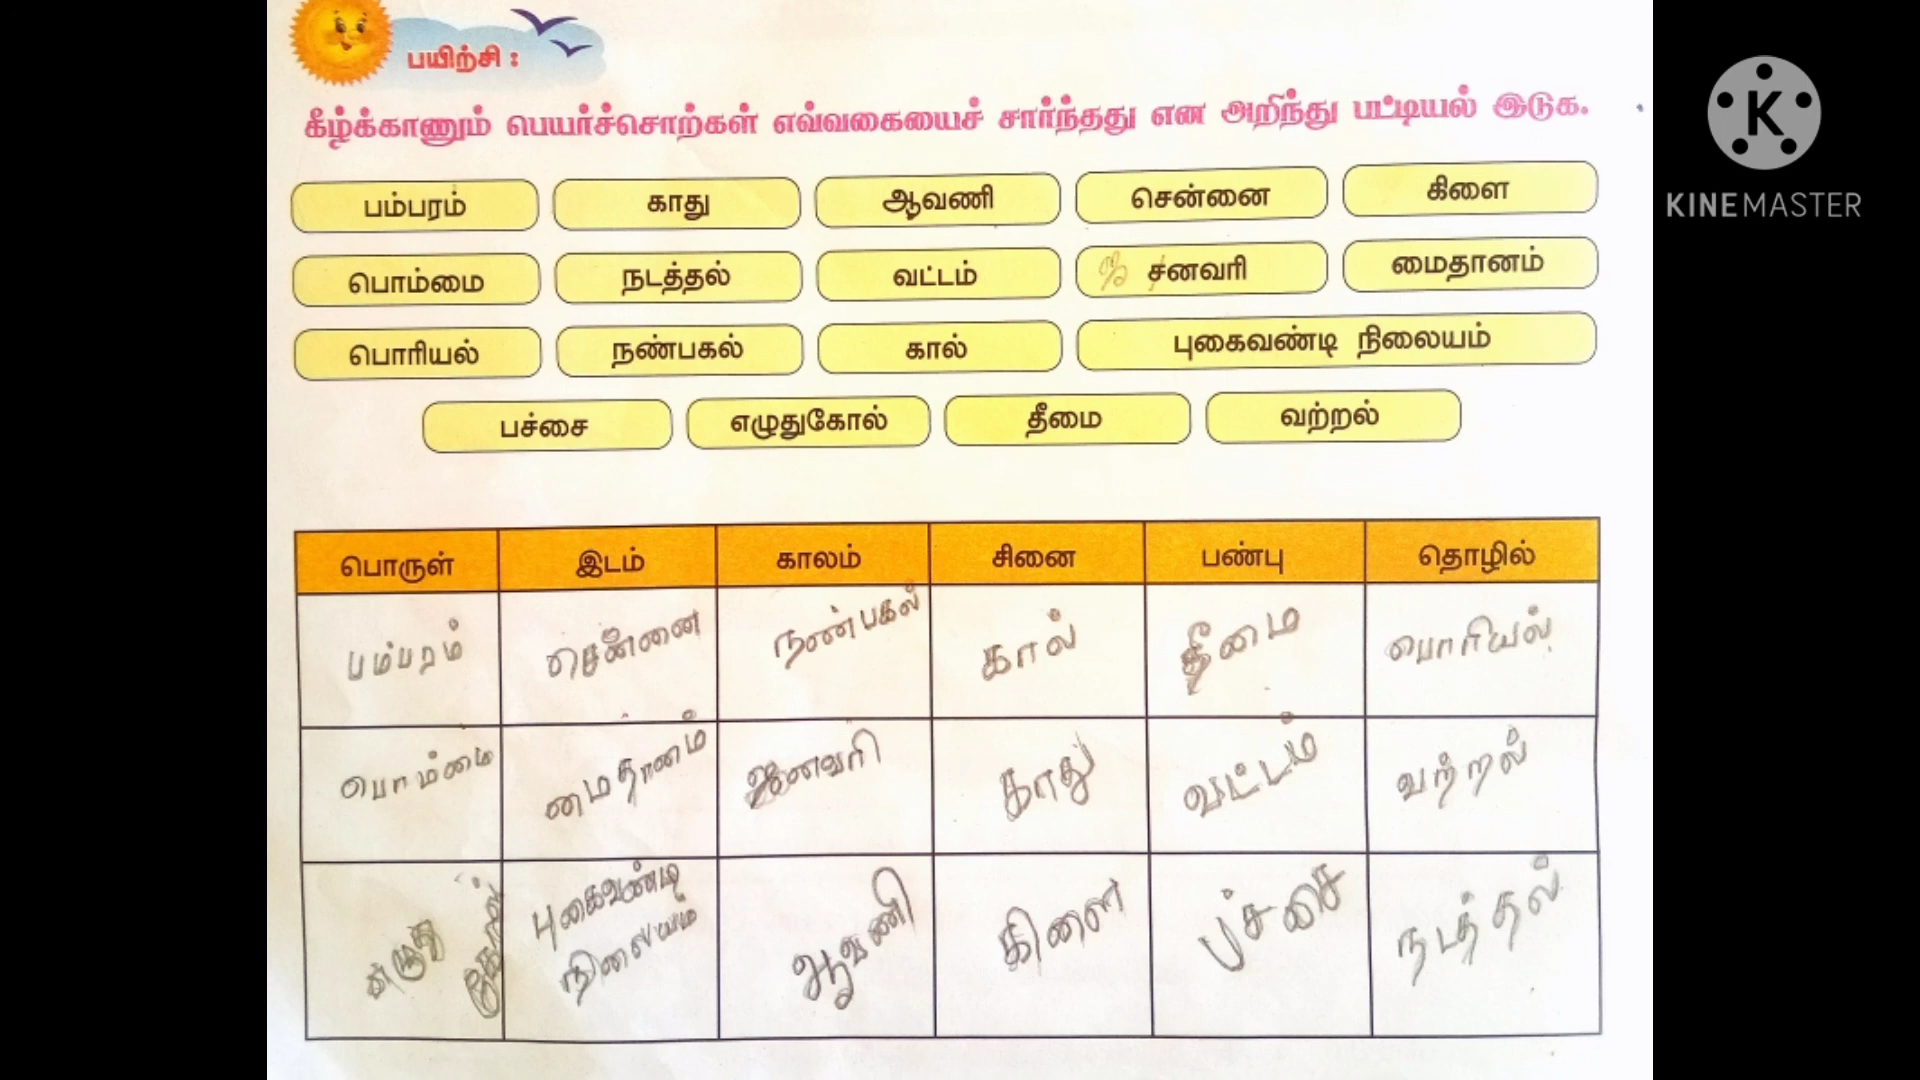 பயிற்சி :
கீழ்க்காணும் பெயர்ச்சொற்கள் எவ்வகையைச் சார்ந்தது என அறிந்து பட்டியல் இடுக.
பம்பரம் காது ஆவணி சென்னை கிளை
பொம்மை நடத்தல் வட்டம் ஜ சனவரி மைதானம்
பொரியல் நண்பகல் கால் புகைவண்டி நிலையம்
பச்சை எழுதுகோல் தீமை வற்றல்
பொருள் இடம் காலம் சினை பண்பு தொழில்
பம்பரம் சென்னை நண்பகல் கால் தீமை பொரியல்
பொம்மை மைதானம் ஜனவரி காது வட்டம் வற்றல்
எழுது கோல் புகைவண்டி நிலையம் ஆவணி கிளை பச்சை நடத்தல்
K
KINEMASTER